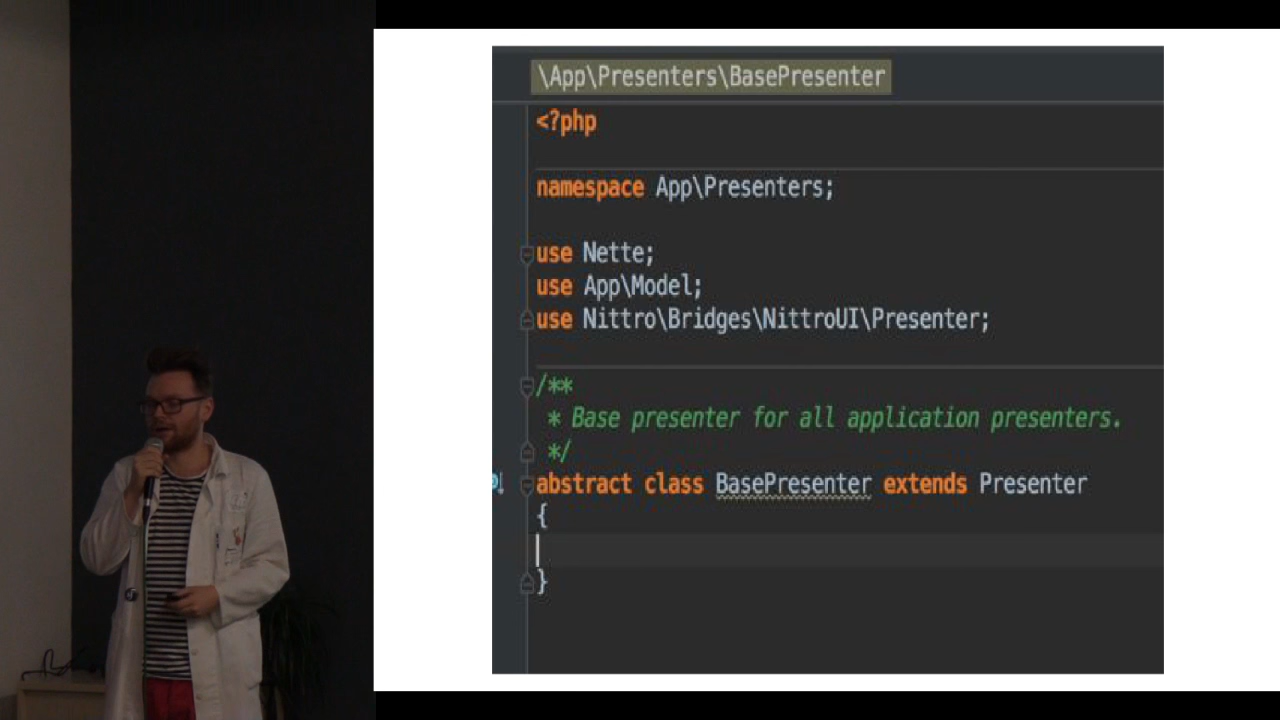 \App\Presenters\BasePresenter
<?php
namespace App\Presenters;
use Nette;
use App\Model;
use Nittro\Bridges\NittroUI\Presenter;
/**
* Base presenter for all application presenters.
*/
abstract class BasePresenter extends Presenter
{
}